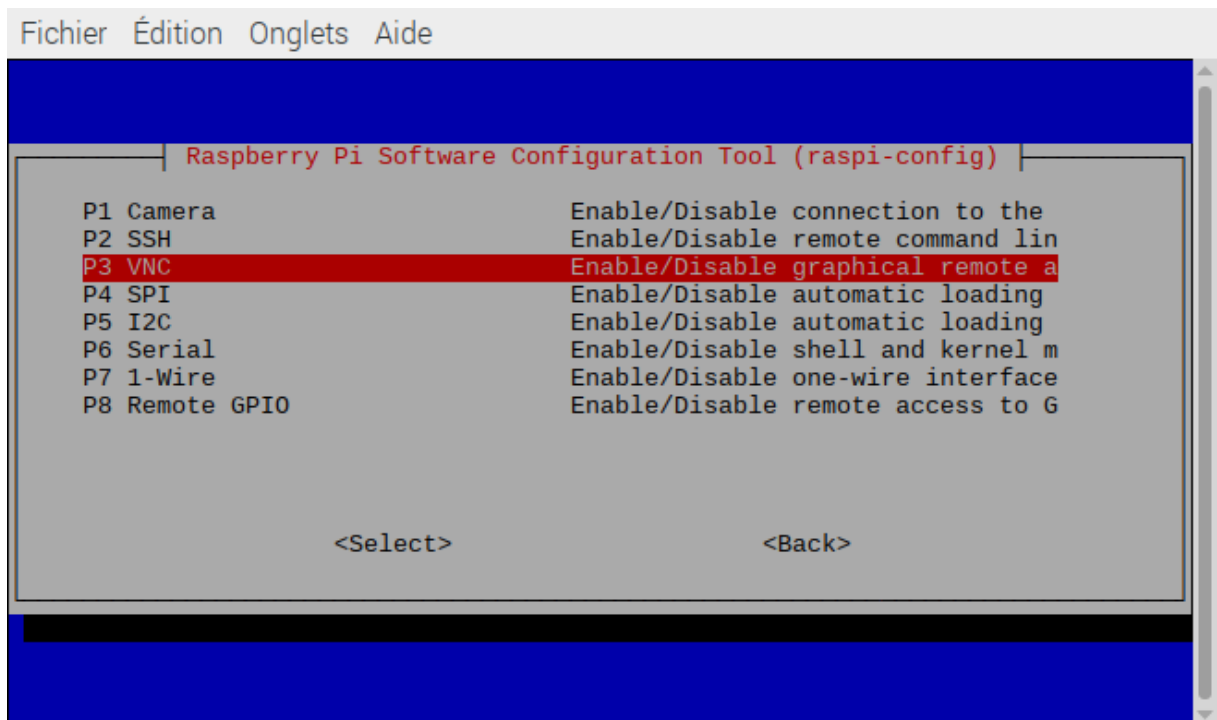 Fichier Édition Onglets Aide
Raspberry Pi Software Configuration Tool (raspi-config)
P1 Camera Enable/Disable connection to the
P2 SSH Enable/Disable remote command lin
P3 VNC Enable/Disable graphical remote a
P4 SPI Enable/Disable automatic loading
P5 I2C Enable/Disable automatic loading
P6 Serial Enable/Disable shell and kernel m
P7 1-Wire Enable/Disable one-wire interface
P8 Remote GPIO Enable/Disable remote access to G
<Select> <Back>